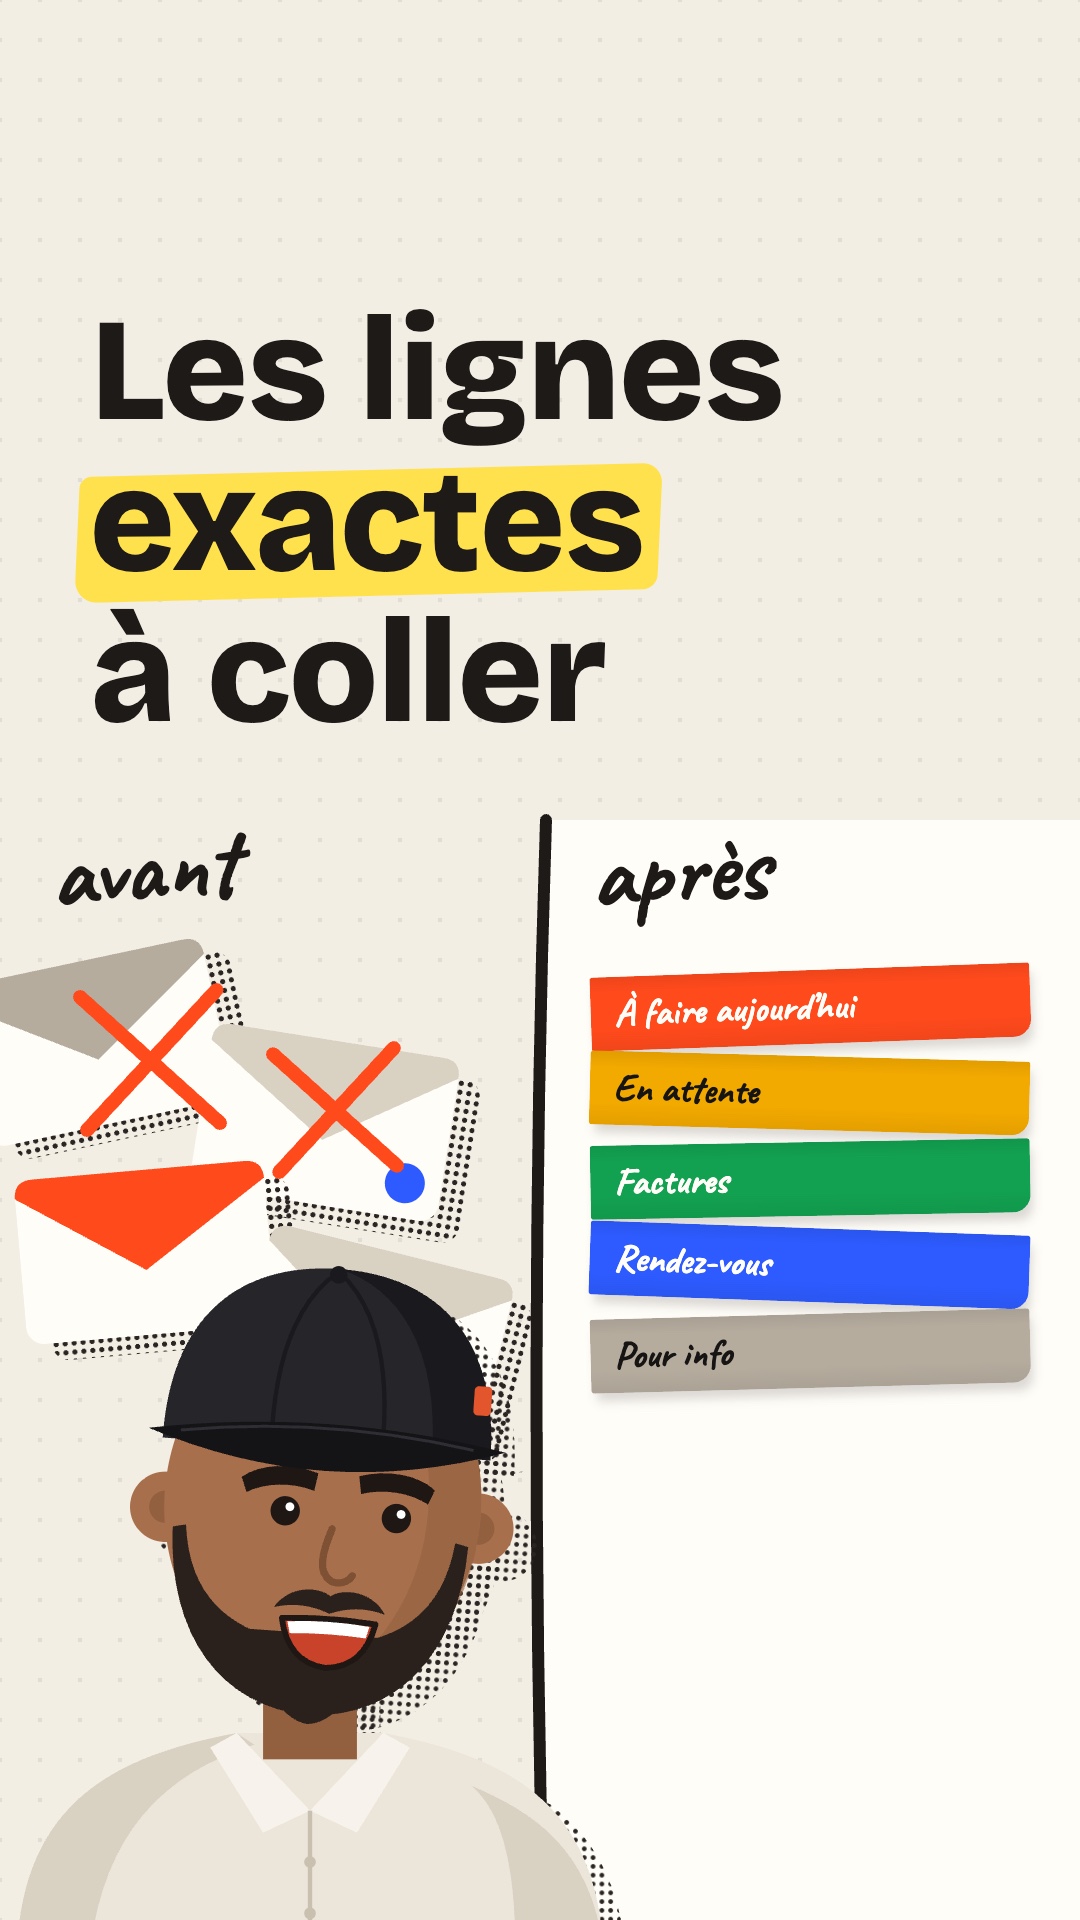 Les lignes
exactes
à coller
avant
après
À faire aujourd'hui
En attente
Factures
Rendez-vous
Pour info